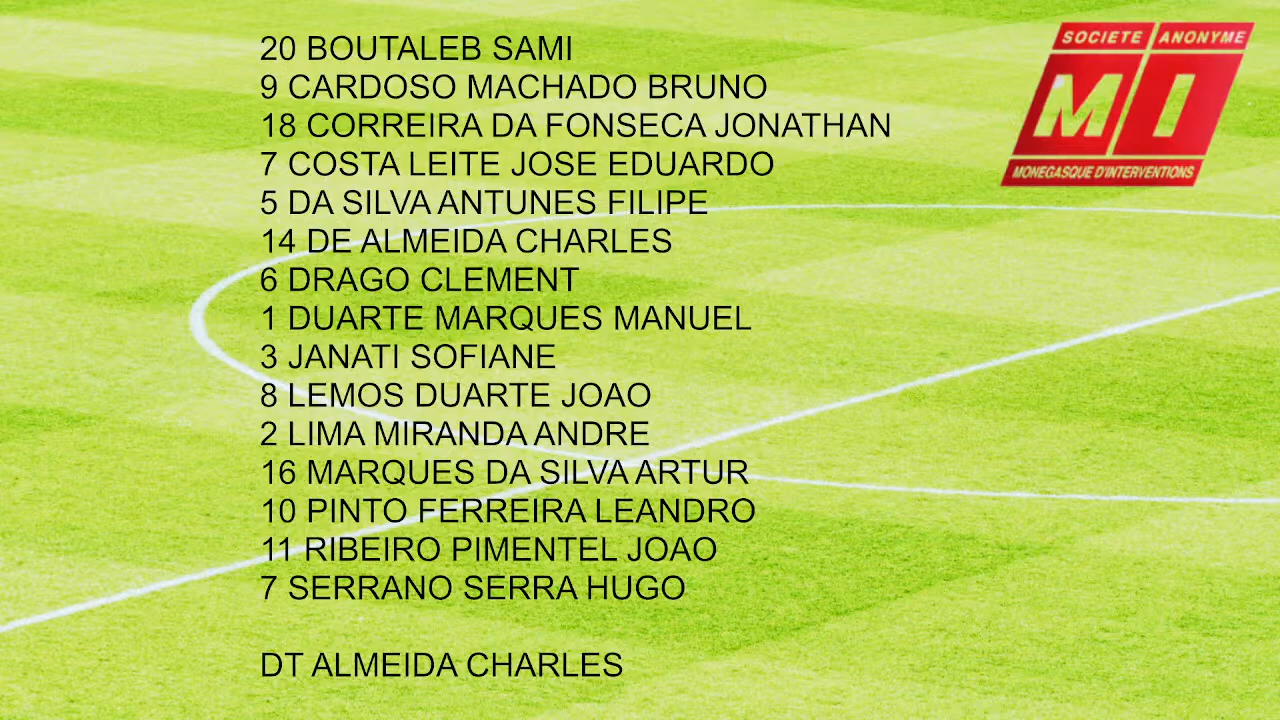 20 BOUTALEB SAMI
9 CARDOSO MACHADO BRUNO
18 CORREIRA DA FONSECA JONATHAN
7 COSTA LEITE JOSE EDUARDO
5 DA SILVA ANTUNES FILIPE
14 DE ALMEIDA CHARLES
6 DRAGO CLEMENT
1 DUARTE MARQUES MANUEL
3 JANATI SOFIANE
8 LEMOS DUARTE JOAO
2 LIMA MIRANDA ANDRE
16 MARQUES DA SILVA ARTUR
10 PINTO FERREIRA LEANDRO
11 RIBEIRO PIMENTEL JOAO
7 SERRANO SERRA HUGO
DT ALMEIDA CHARLES
SOCIETE ANONYME
MI
MONEGASQUE D'INTERVENTIONS